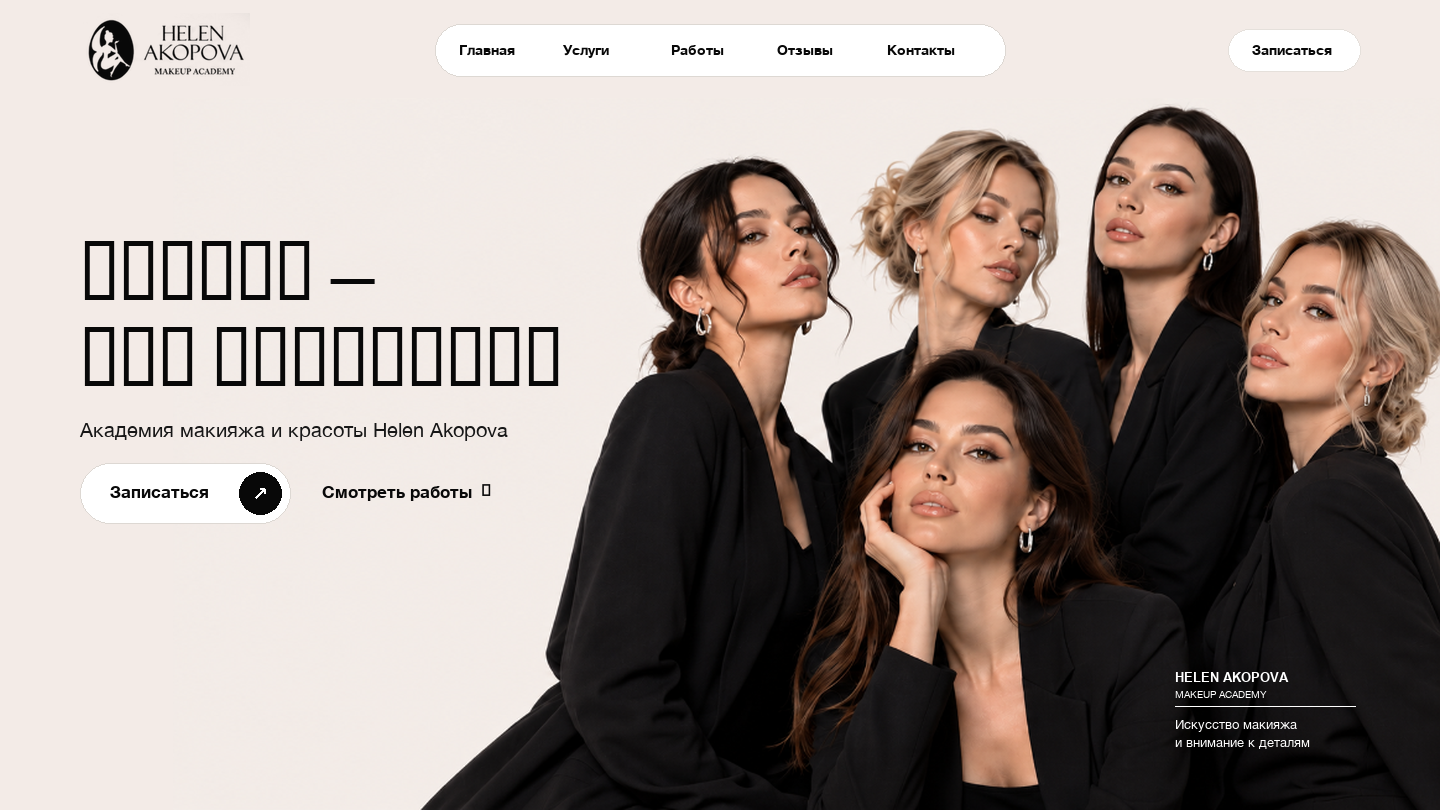 HELEN
AKOPOVA
MAKEUP ACADEMY
Главная Услуги Работы Отзывы Контакты
Записаться
—
Академия макияжа и красоты Helen Akopova
Записаться ↗ Смотреть работы
HELEN AKOPOVA
MAKEUP ACADEMY
Искусство макияжа
и внимание к деталям